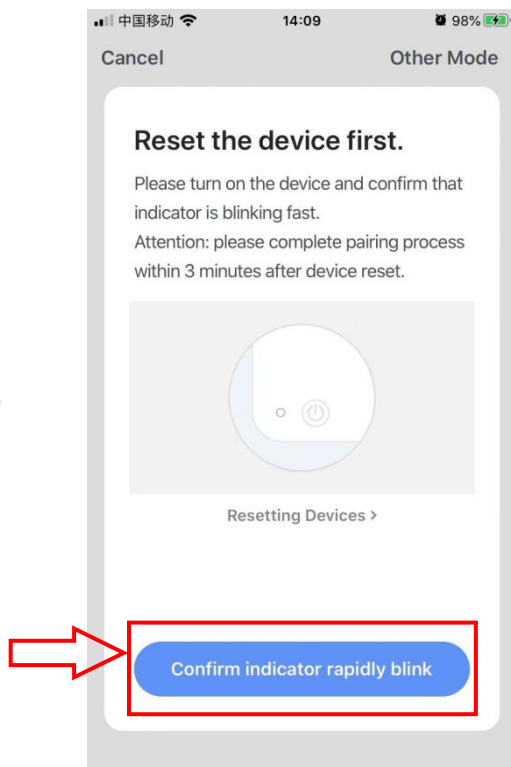 中国移动 14:09 98%
Cancel Other Mode
Reset the device first.
Please turn on the device and confirm that
indicator is blinking fast.
Attention: please complete pairing process
within 3 minutes after device reset.
Resetting Devices >
Confirm indicator rapidly blink